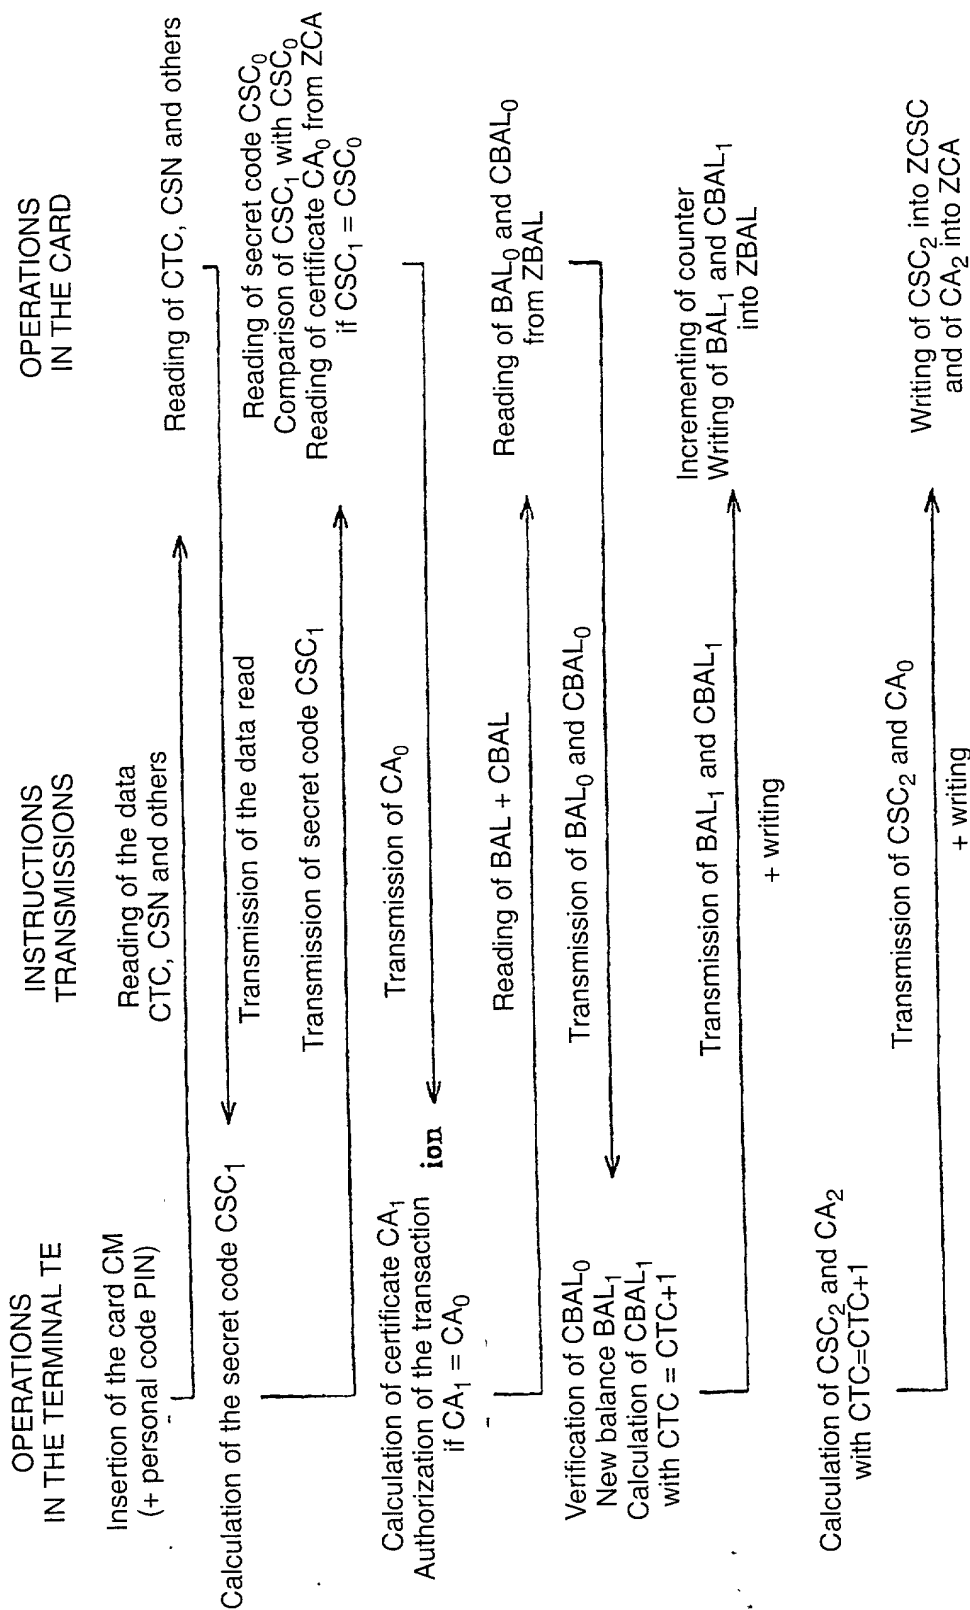 OPERATIONS
IN THE TERMINAL TE
INSTRUCTIONS
TRANSMISSIONS
OPERATIONS
IN THE CARD
Insertion of the card CM
(+ personal code PIN)
Reading of the data
CTC, CSN and others
Reading of CTC, CSN and others
Calculation of the secret code CSC₁
Transmission of the data read
Transmission of secret code CSC₁
Reading of secret code CSC₀
Comparison of CSC₁ with CSC₀
Reading of certificate CA₀ from ZCA
if CSC₁ = CSC₀
Calculation of certificate CA₁
Authorization of the transaction
if CA₁ = CA₀
ion
Transmission of CA₀
Reading of BAL + CBAL
Reading of BAL₀ and CBAL₀
from ZBAL
Verification of CBAL₀
New balance BAL₁
Calculation of CBAL₁
with CTC = CTC+1
Transmission of BAL₀ and CBAL₀
Transmission of BAL₁ and CBAL₁
+ writing
Incrementing of counter
Writing of BAL₁ and CBAL₁
into ZBAL
Calculation of CSC₂ and CA₂
with CTC=CTC+1
Transmission of CSC₂ and CA₀
+ writing
Writing of CSC₂ into ZCSC
and of CA₂ into ZCA